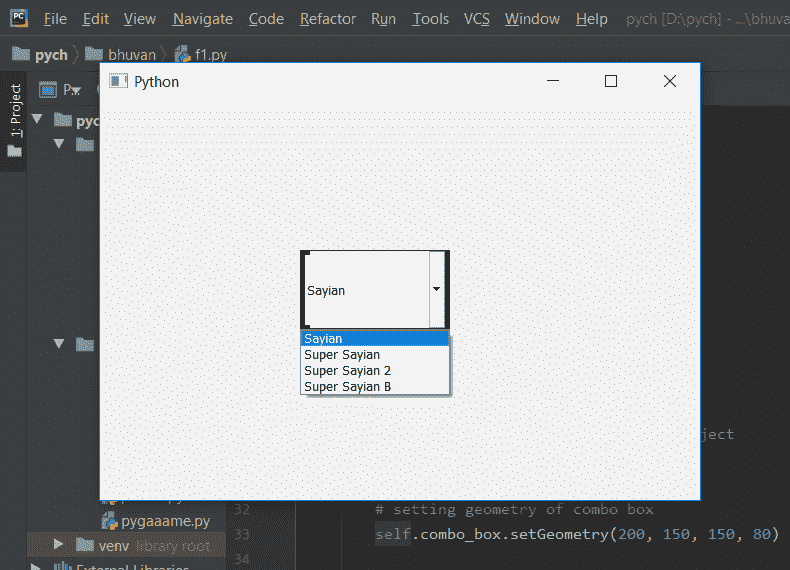 PC File Edit View Navigate Code Refactor Run Tools VCS Window Help pych [D:\pych] - ...\bhuva
pych bhuvan f1.py
1: Project
P...
Python
pyc
Sayian
Sayian
Super Sayian
Super Sayian 2
Super Sayian B
ject
32 # setting geometry of combo box
pygaaame.py
33 self.combo_box.setGeometry(200, 150, 150, 80)
venv library root
34
External Libraries